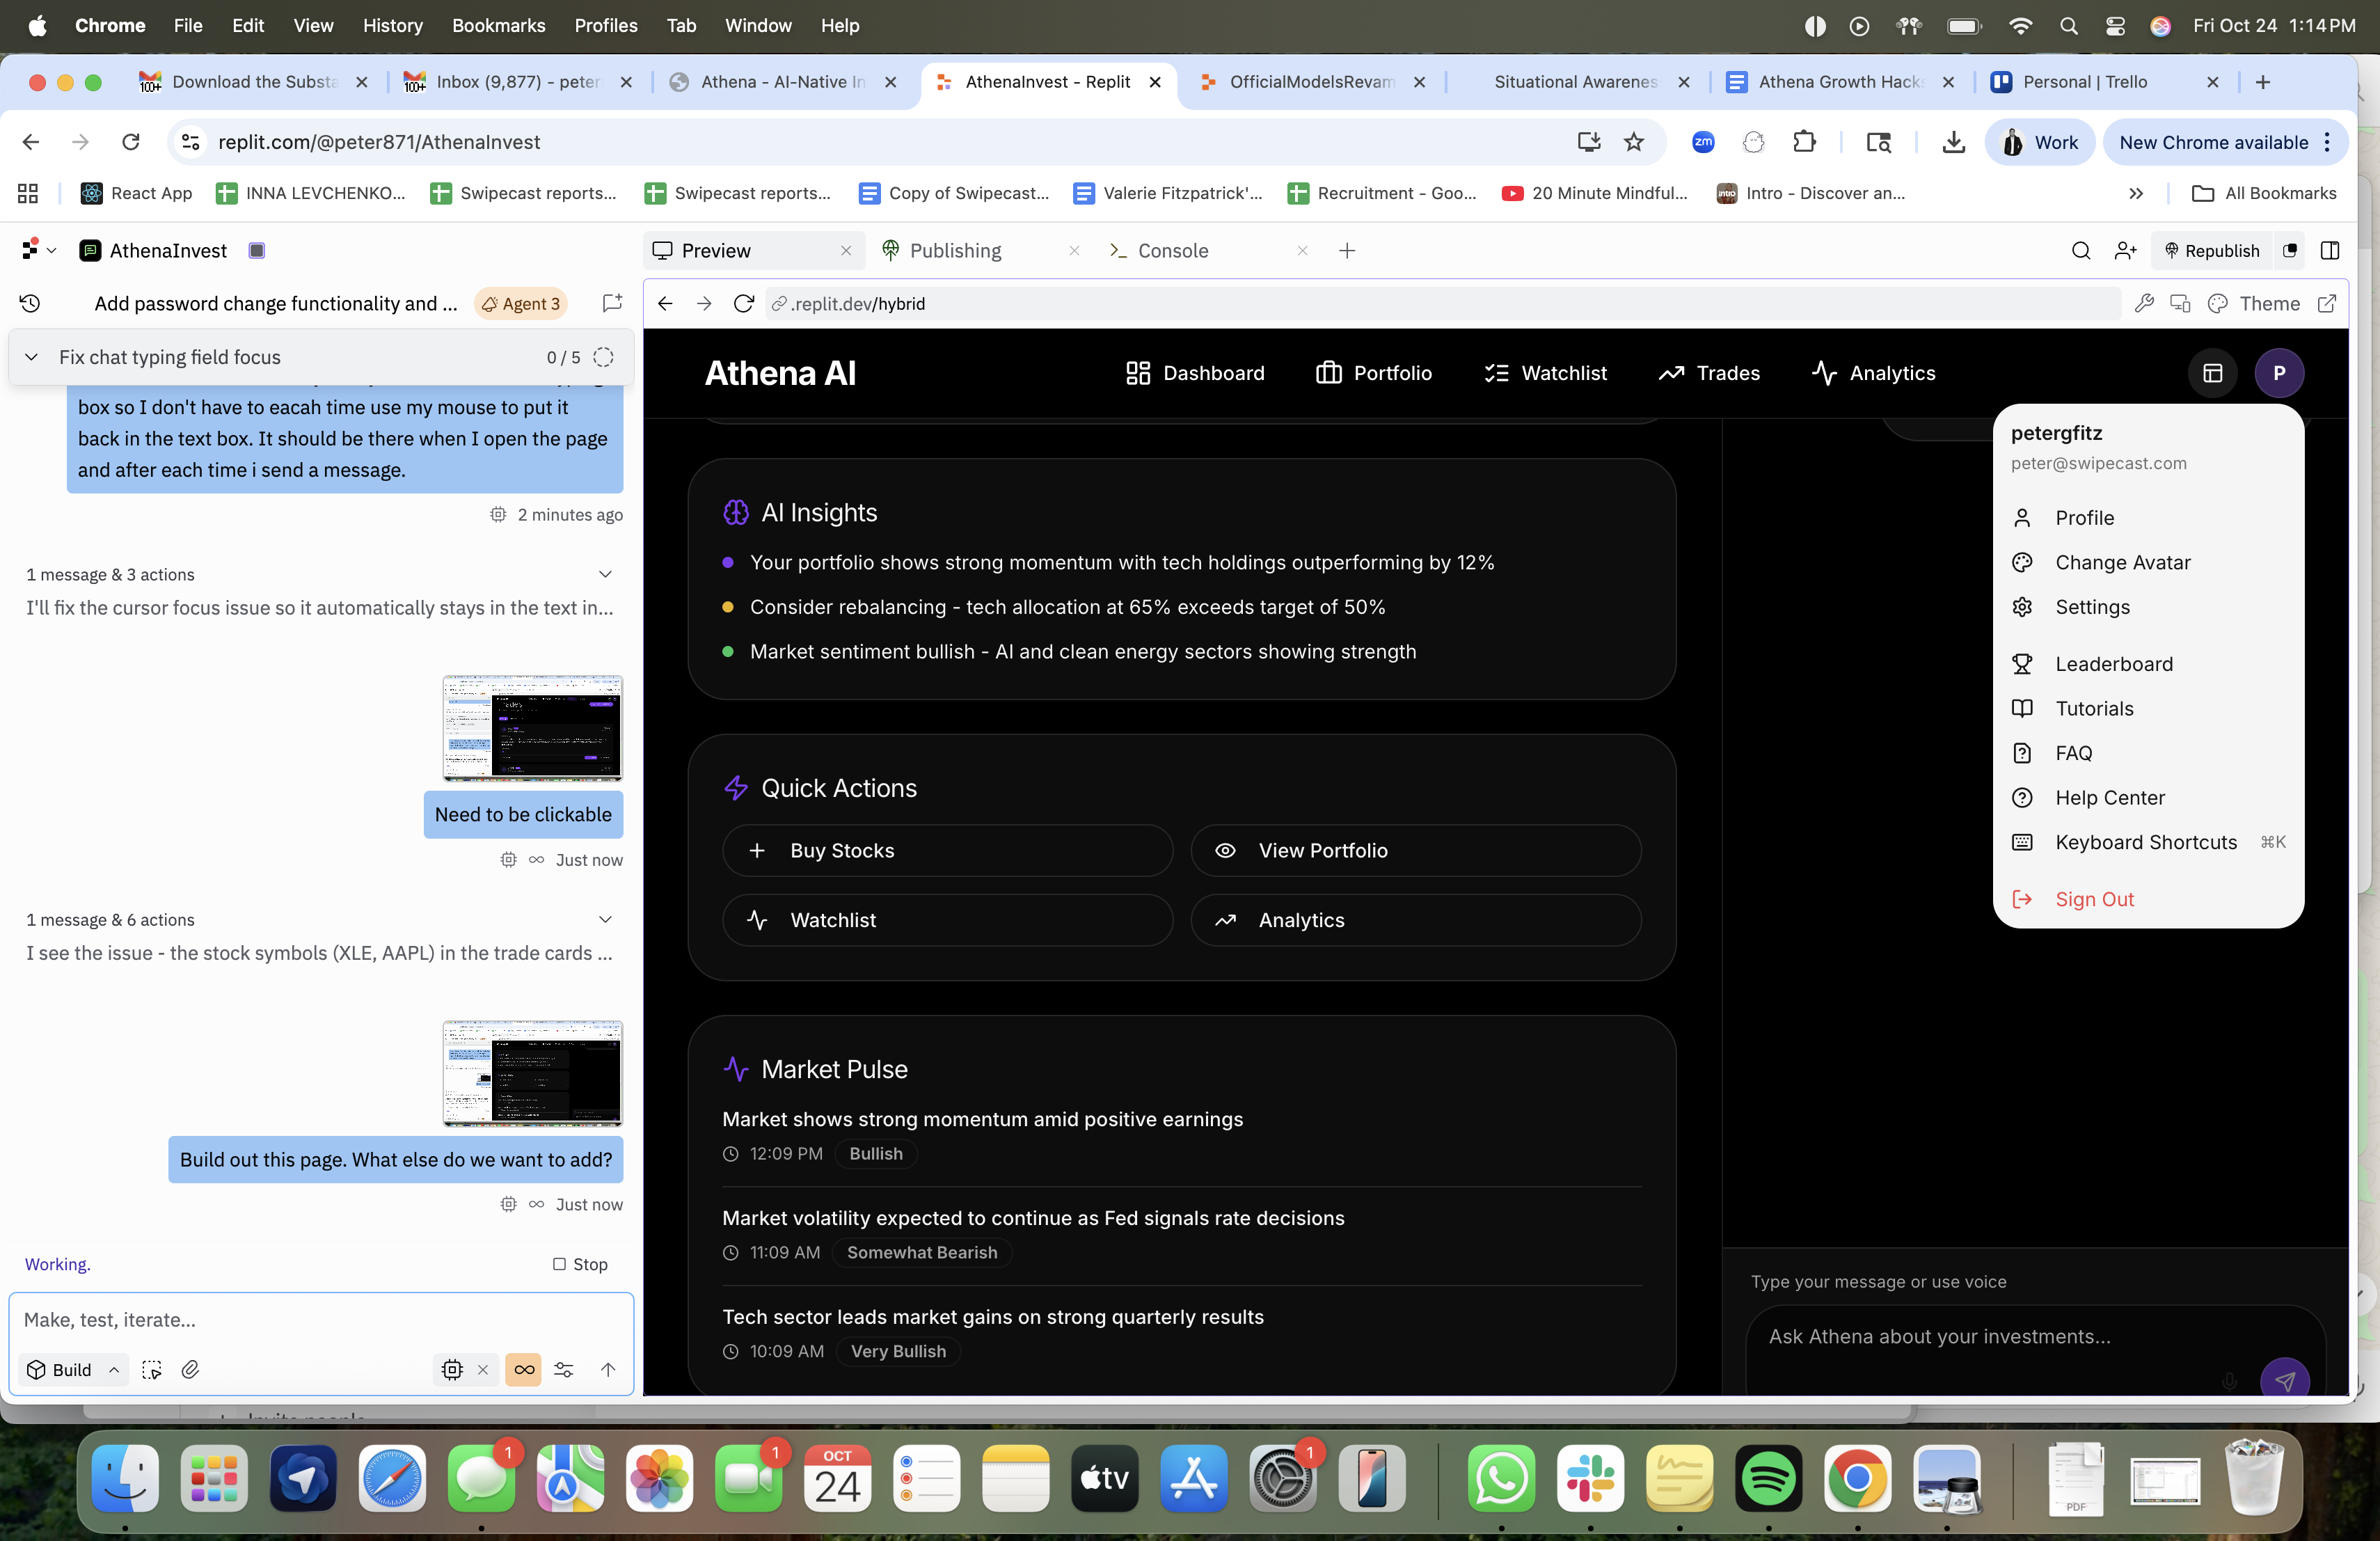 Chrome File Edit View History Bookmarks Profiles Tab Window Help
Fri Oct 24 1:14 PM
Download the Substa
Inbox (9,877) - peter
Athena - AI-Native In
AthenaInvest - Replit
OfficialModelsRevam
Situational Awarenes
Athena Growth Hacks
Personal | Trello
replit.com/@peter871/AthenaInvest
zm
Work
New Chrome available
React App
INNA LEVCHENKO...
Swipecast reports...
Swipecast reports...
Copy of Swipecast...
Valerie Fitzpatrick'...
Recruitment - Goo...
20 Minute Mindful...
Intro - Discover an...
All Bookmarks
AthenaInvest
Preview
Publishing
Console
Republish
Add password change functionality and ...
Agent 3
.replit.dev/hybrid
Theme
Fix chat typing field focus
0 / 5
box so I don't have to eacah time use my mouse to put it
back in the text box. It should be there when I open the page
and after each time i send a message.
2 minutes ago
1 message & 3 actions
I'll fix the cursor focus issue so it automatically stays in the text in...
Need to be clickable
Just now
1 message & 6 actions
I see the issue - the stock symbols (XLE, AAPL) in the trade cards ...
Build out this page. What else do we want to add?
Just now
Working.
Stop
Make, test, iterate...
Build
Athena AI
Dashboard
Portfolio
Watchlist
Trades
Analytics
P
AI Insights
Your portfolio shows strong momentum with tech holdings outperforming by 12%
Consider rebalancing - tech allocation at 65% exceeds target of 50%
Market sentiment bullish - AI and clean energy sectors showing strength
Quick Actions
Buy Stocks
View Portfolio
Watchlist
Analytics
Market Pulse
Market shows strong momentum amid positive earnings
12:09 PM
Bullish
Market volatility expected to continue as Fed signals rate decisions
11:09 AM
Somewhat Bearish
Tech sector leads market gains on strong quarterly results
10:09 AM
Very Bullish
petergfitz
peter@swipecast.com
Profile
Change Avatar
Settings
Leaderboard
Tutorials
FAQ
Help Center
Keyboard Shortcuts ⌘K
Sign Out
Type your message or use voice
Ask Athena about your investments...
1
1
OCT
24
tv
1
PDF